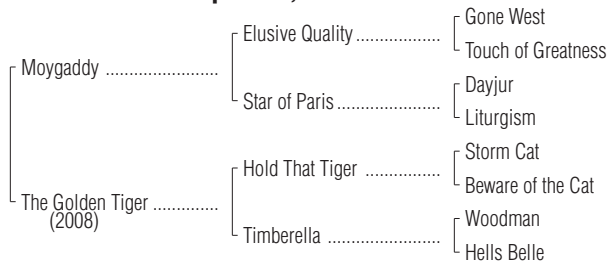 Gone West
Elusive Quality ..................
Touch of Greatness
Moygaddy ........................
Dayjur
Star of Paris ......................
Liturgism
Storm Cat
Hold That Tiger ................
Beware of the Cat
The Golden Tiger ..............
(2008)
Woodman
Timberella ........................
Hells Belle